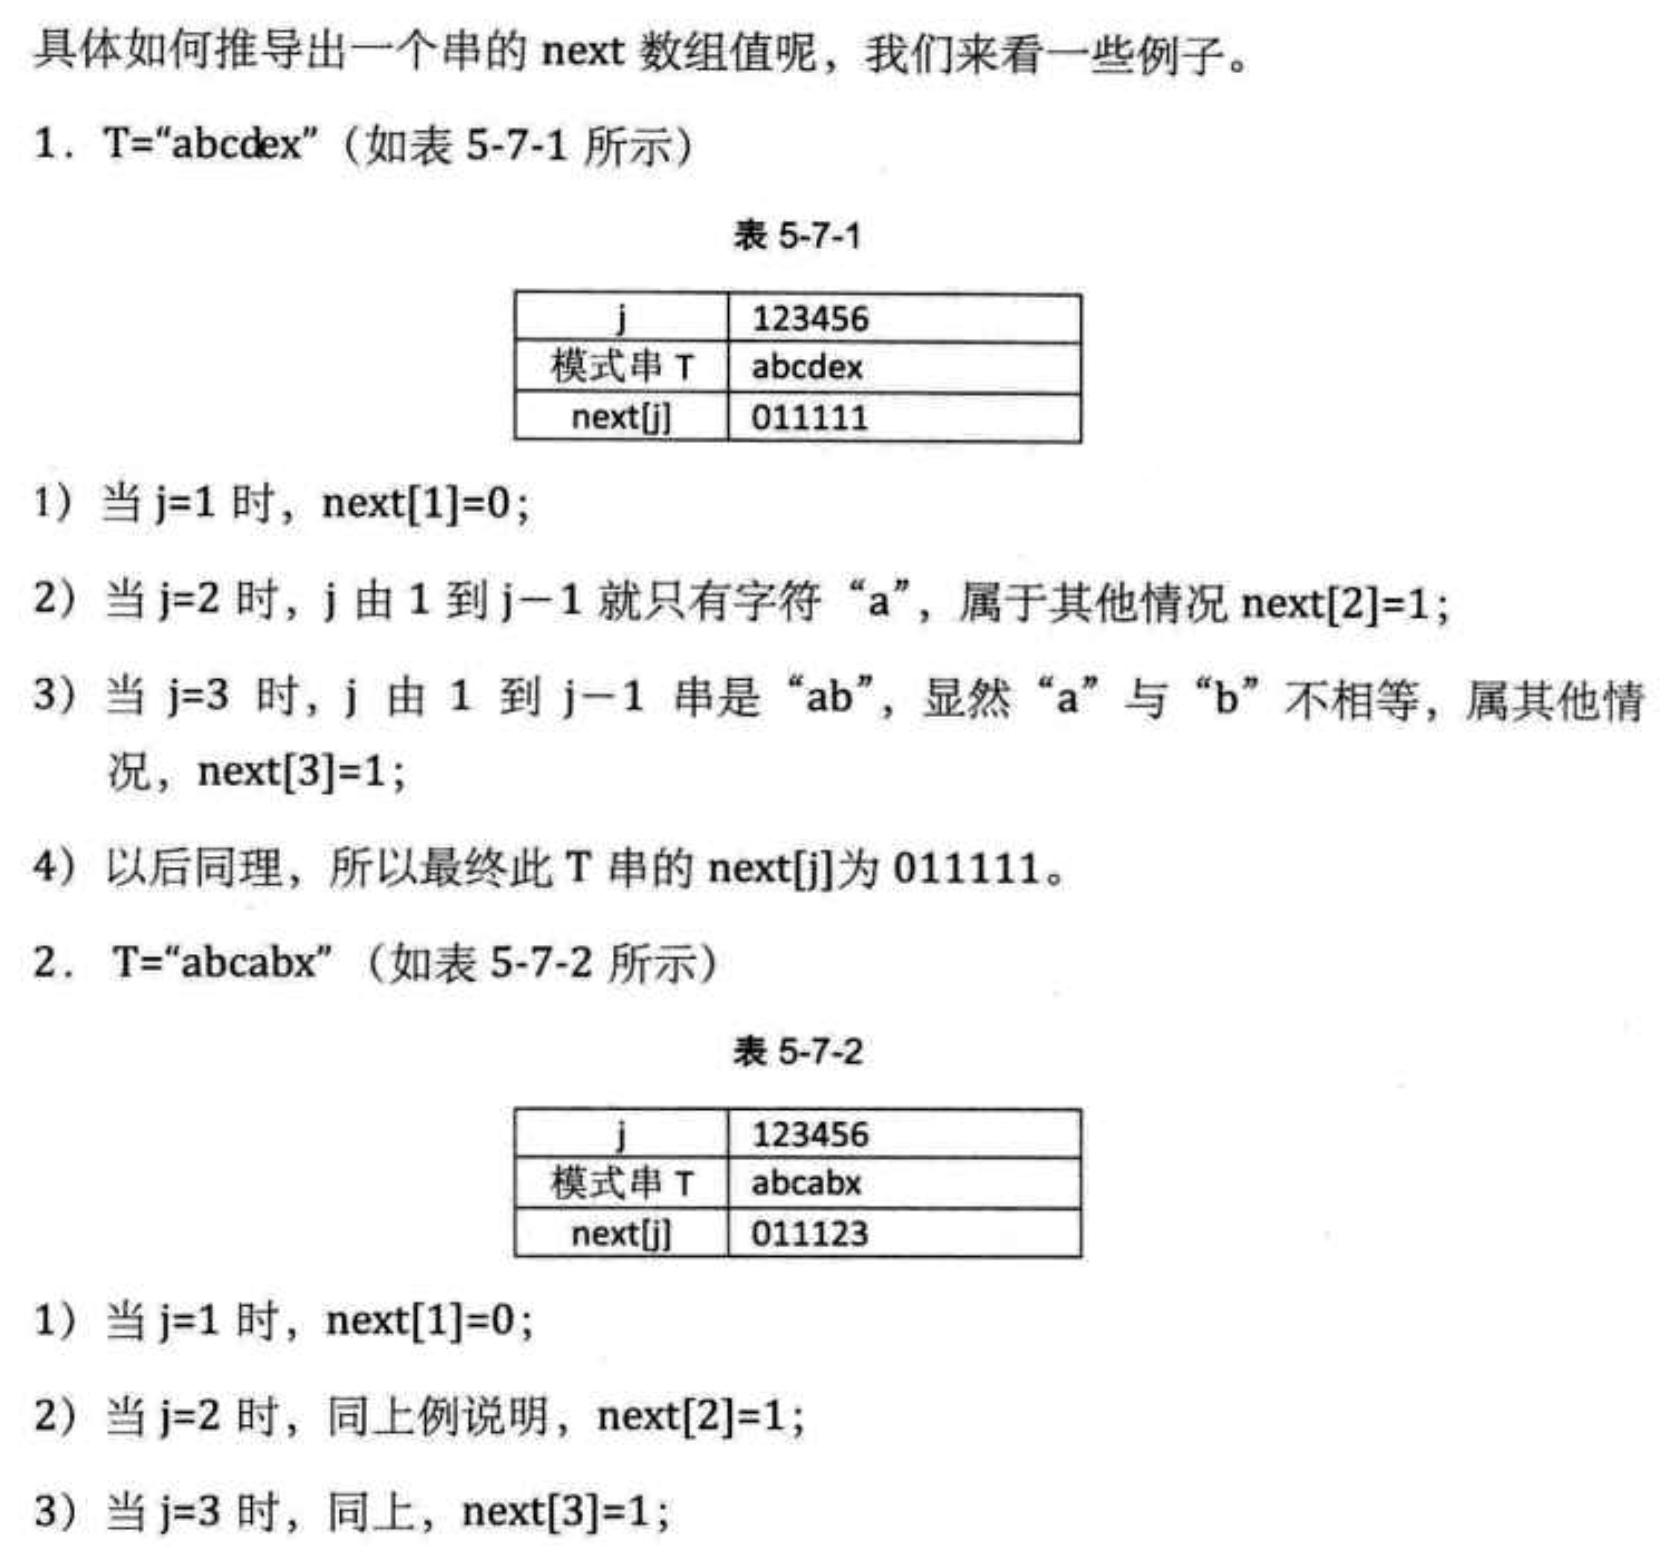 具体如何推导出一个串的 next 数组值呢，我们来看一些例子。
1. T=“abcdex”（如表 5-7-1 所示）
表 5-7-1
j 123456
模式串 T abcdex
next[j] 011111
1）当 j=1 时，next[1]=0；
2）当 j=2 时，j 由 1 到 j－1 就只有字符“a”，属于其他情况 next[2]=1；
3）当 j=3 时，j 由 1 到 j－1 串是“ab”，显然“a”与“b”不相等，属其他情
况，next[3]=1；
4）以后同理，所以最终此 T 串的 next[j]为 011111。
2. T=“abcabx”（如表 5-7-2 所示）
表 5-7-2
j 123456
模式串 T abcabx
next[j] 011123
1）当 j=1 时，next[1]=0；
2）当 j=2 时，同上例说明，next[2]=1；
3）当 j=3 时，同上，next[3]=1；